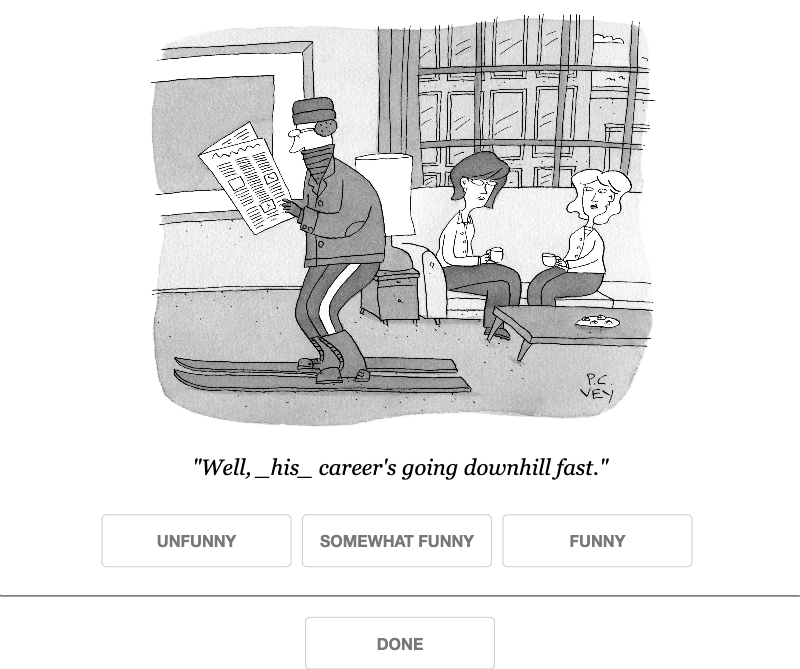 P.C.
VEY
"Well, _his_ career's going downhill fast."
UNFUNNY
SOMEWHAT FUNNY
FUNNY
DONE